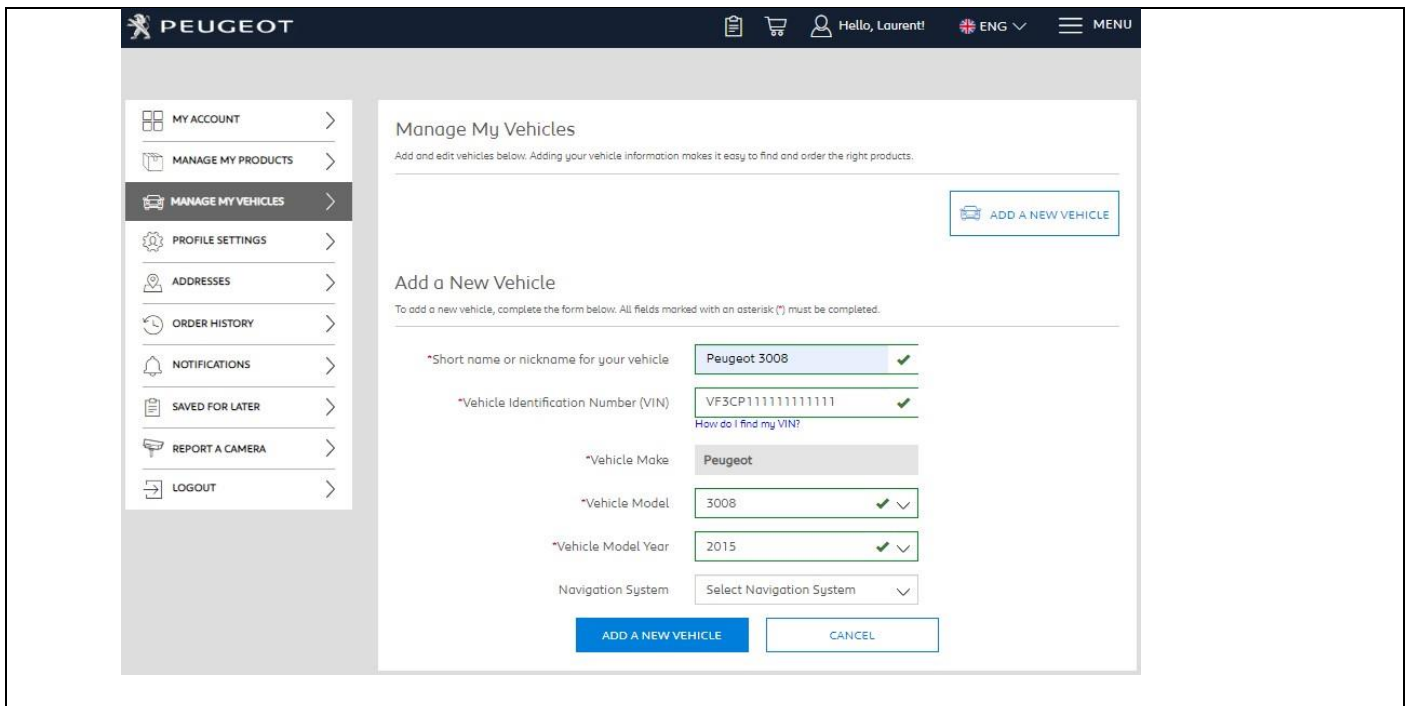 PEUGEOT
Hello, Laurent!
ENG
MENU
MY ACCOUNT
MANAGE MY PRODUCTS
MANAGE MY VEHICLES
PROFILE SETTINGS
ADDRESSES
ORDER HISTORY
NOTIFICATIONS
SAVED FOR LATER
REPORT A CAMERA
LOGOUT
Manage My Vehicles
Add and edit vehicles below. Adding your vehicle information makes it easy to find and order the right products.
ADD A NEW VEHICLE
Add a New Vehicle
To add a new vehicle, complete the form below. All fields marked with an asterisk (*) must be completed.
*Short name or nickname for your vehicle
Peugeot 3008
*Vehicle Identification Number (VIN)
VF3CP111111111111
How do I find my VIN?
*Vehicle Make
Peugeot
*Vehicle Model
3008
*Vehicle Model Year
2015
Navigation System
Select Navigation System
ADD A NEW VEHICLE
CANCEL